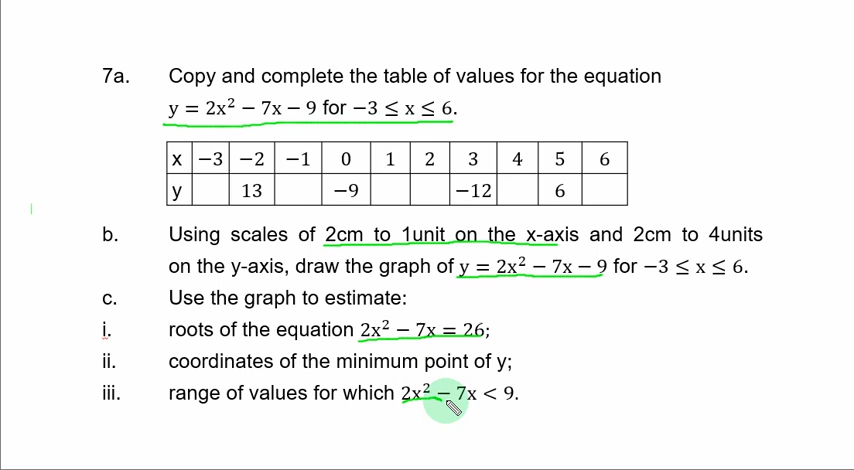 7a. Copy and complete the table of values for the equation
y = 2x² − 7x − 9 for −3 ≤ x ≤ 6.
x −3 −2 −1 0 1 2 3 4 5 6
y 13 −9 −12 6
b. Using scales of 2cm to 1unit on the x-axis and 2cm to 4units
on the y-axis, draw the graph of y = 2x² − 7x − 9 for −3 ≤ x ≤ 6.
c. Use the graph to estimate:
i. roots of the equation 2x² − 7x = 26;
ii. coordinates of the minimum point of y;
iii. range of values for which 2x² − 7x < 9.